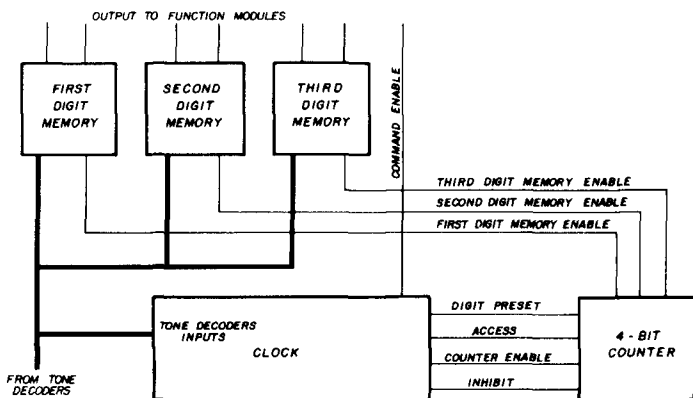 OUTPUT TO FUNCTION MODULES
FIRST
DIGIT
MEMORY
SECOND
DIGIT
MEMORY
THIRD
DIGIT
MEMORY
COMMAND ENABLE
THIRD DIGIT MEMORY ENABLE
SECOND DIGIT MEMORY ENABLE
FIRST DIGIT MEMORY ENABLE
TONE DECODERS
INPUTS
CLOCK
DIGIT PRESET
ACCESS
COUNTER ENABLE
INHIBIT
4-BIT
COUNTER
FROM TONE
DECODERS